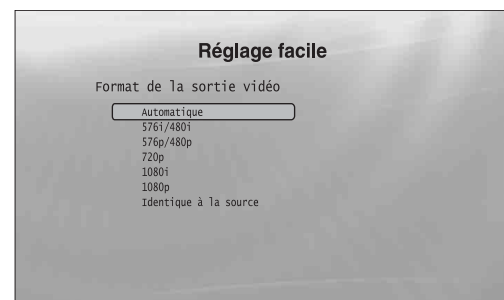 Réglage facile
Format de la sortie vidéo
Automatique
576i/480i
576p/480p
720p
1080i
1080p
Identique à la source